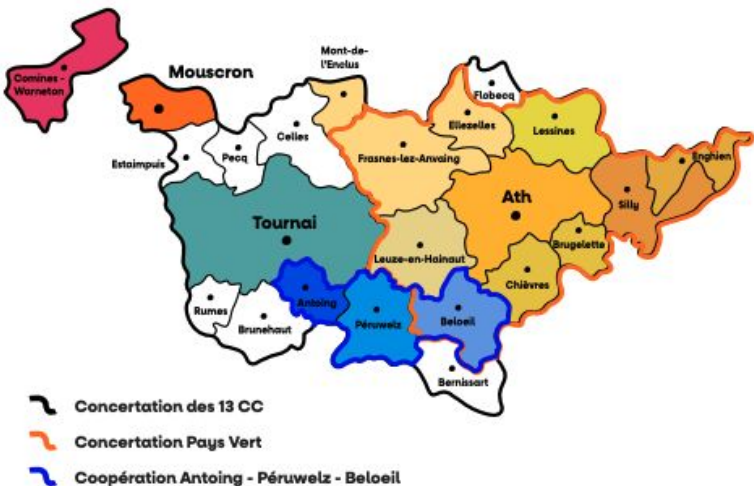 Mont-de-
l'Enclus
Comines -
Warneton
Mouscron
Flobecq
Ellezelles
Lessines
Celles
Pecq
Estaimpuis
Frasnes-lez-Anvaing
Enghien
Silly
Ath
Tournai
Brugelette
Leuze-en-Hainaut
Chièvres
Antoing
Rumes
Brunehaut
Péruwelz
Beloeil
Bernissart
Concertation des 13 CC
Concertation Pays Vert
Coopération Antoing - Péruwelz - Beloeil